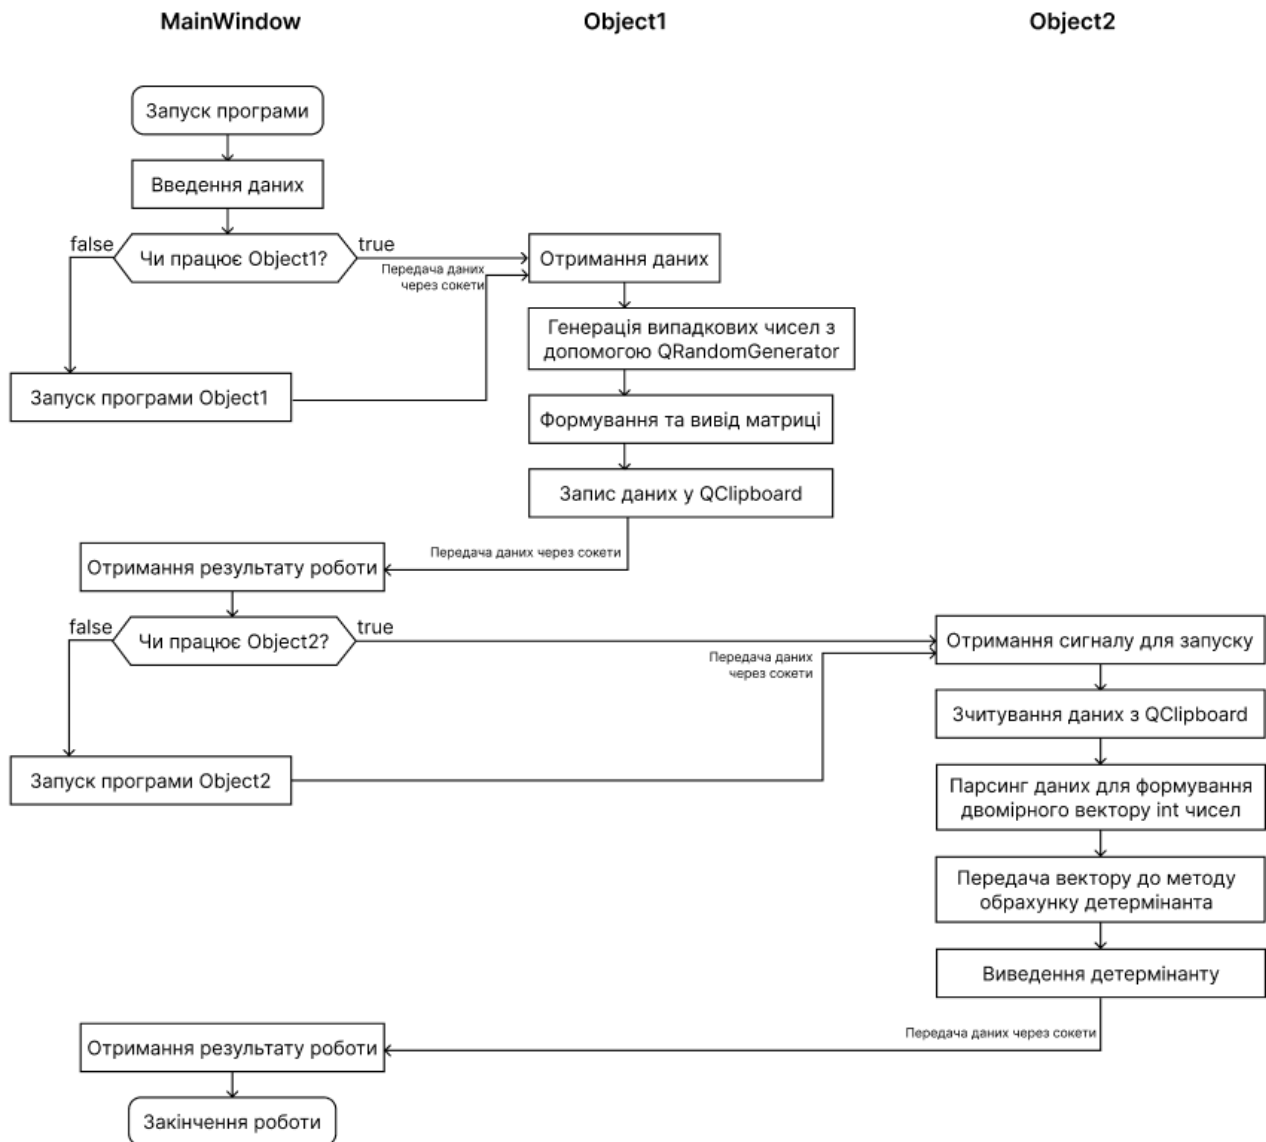 MainWindow
Object1
Object2
Запуск програми
Введення даних
false
Чи працює Object1?
true
Передача даних
через сокети
Отримання даних
Генерація випадкових чисел з
допомогою QRandomGenerator
Запуск програми Object1
Формування та вивід матриці
Запис даних у QClipboard
Передача даних через сокети
Отримання результату роботи
false
Чи працює Object2?
true
Передача даних
через сокети
Отримання сигналу для запуску
Зчитування даних з QClipboard
Запуск програми Object2
Парсинг даних для формування
двомірного вектору int чисел
Передача вектору до методу
обрахунку детермінанта
Виведення детермінанту
Передача даних через сокети
Отримання результату роботи
Закінчення роботи